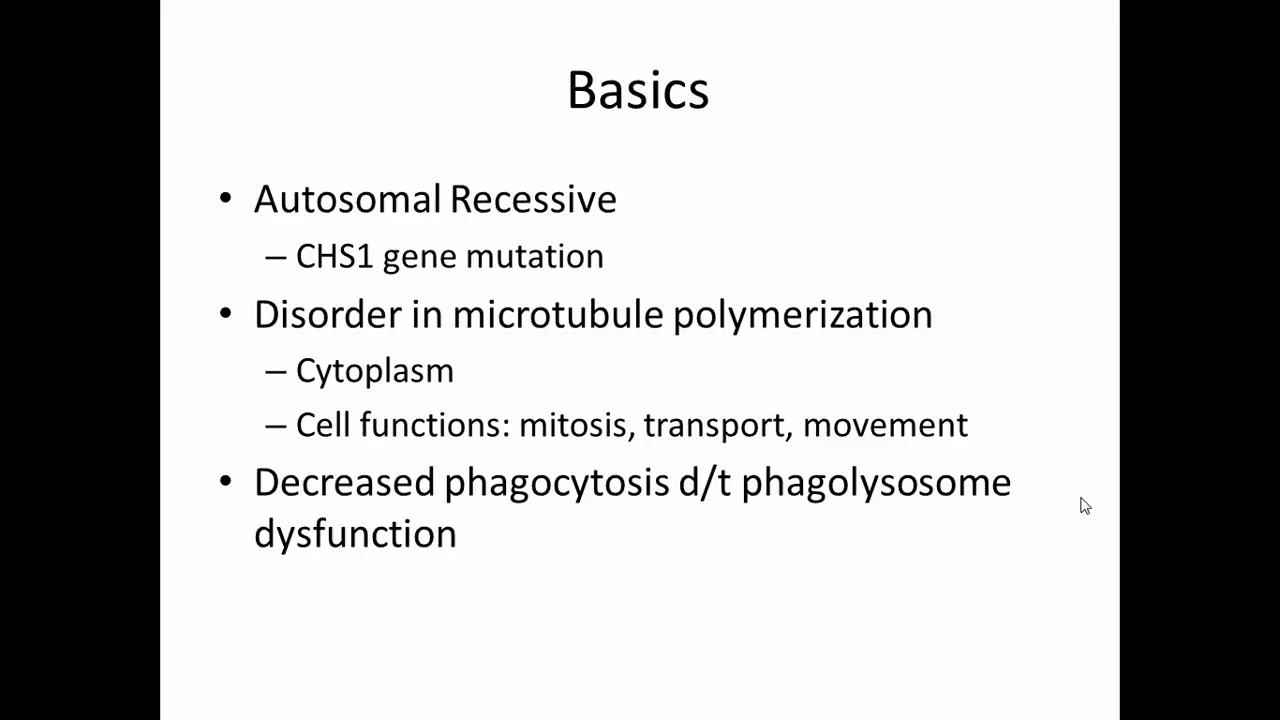 Basics
• Autosomal Recessive
– CHS1 gene mutation
• Disorder in microtubule polymerization
– Cytoplasm
– Cell functions: mitosis, transport, movement
• Decreased phagocytosis d/t phagolysosome
dysfunction